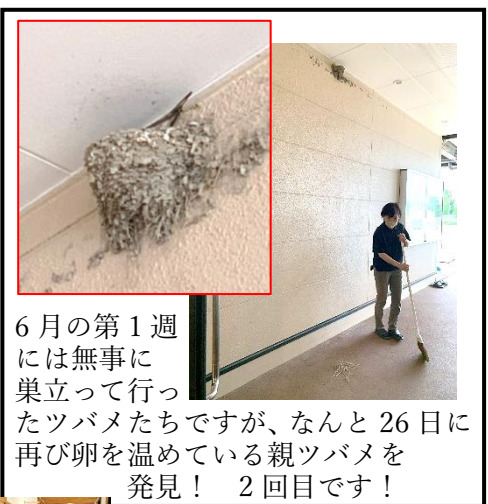 6月の第1週
には無事に
巣立って行っ
たツバメたちですが、なんと26日に
再び卵を温めている親ツバメを
発見！　2回目です！